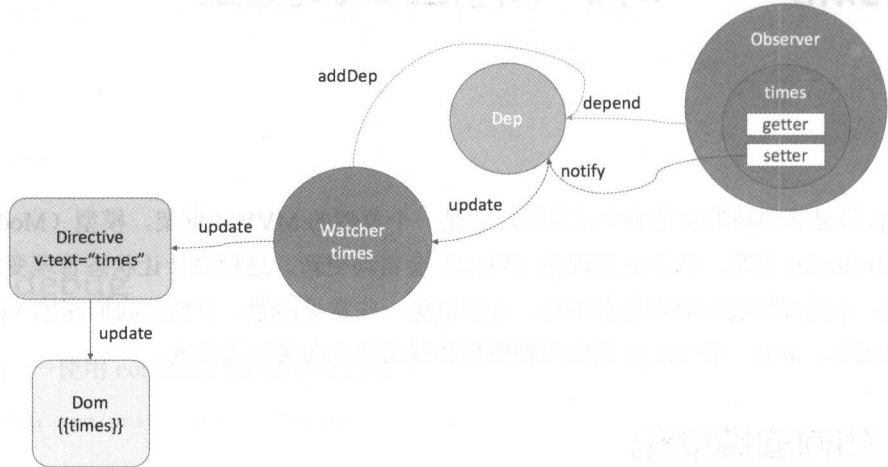 Observer
addDep
times
depend
Dep
getter
setter
notify
update
Directive
v-text=“times”
update
Watcher
times
update
Dom
{{times}}